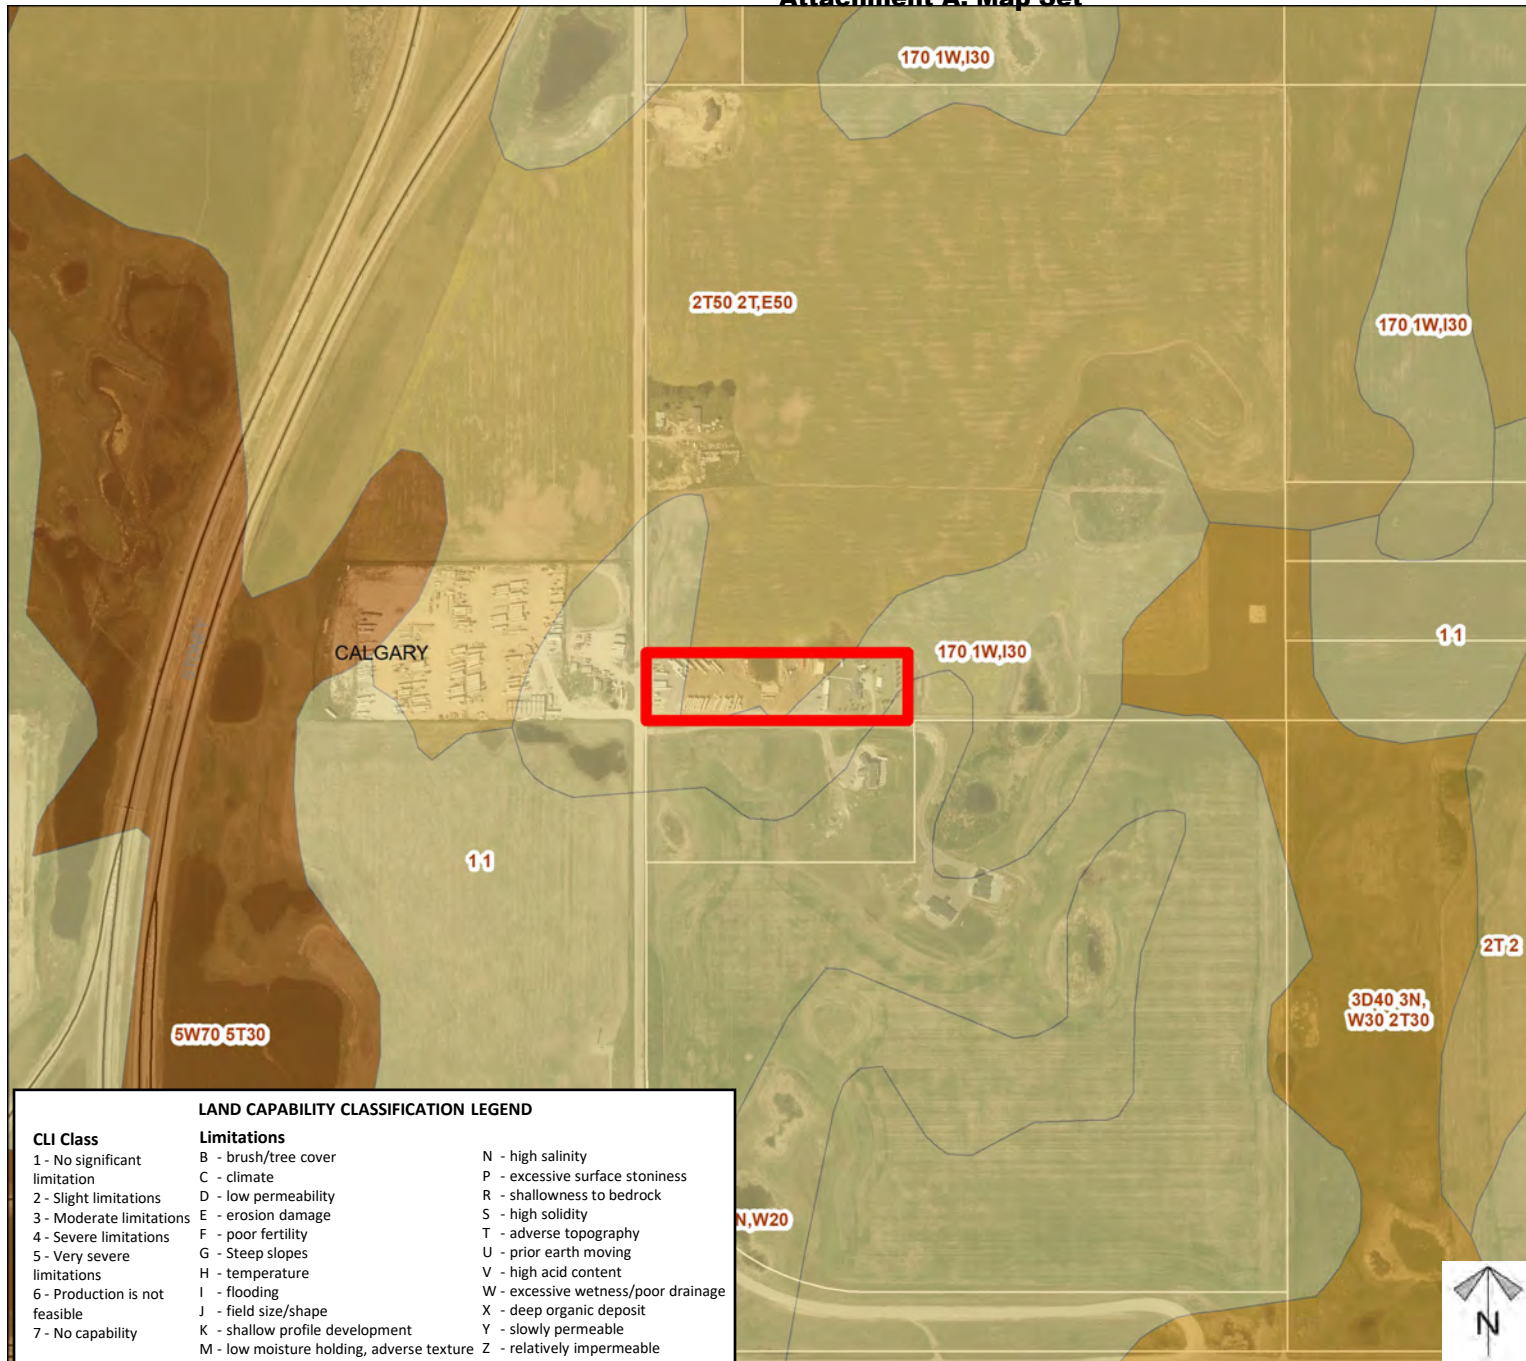 Attachment A: Map Set
170 1W,I30
2T50 2T,E50
170 1W,I30
1 1
CALGARY
170 1W,I30
1 1
2T 2
3D40 3N,
W30 2T30
5W70 5T30
N,W20
LAND CAPABILITY CLASSIFICATION LEGEND
CLI Class
1 - No significant
limitation
2 - Slight limitations
3 - Moderate limitations
4 - Severe limitations
5 - Very severe
limitations
6 - Production is not
feasible
7 - No capability
Limitations
B - brush/tree cover
C - climate
D - low permeability
E - erosion damage
F - poor fertility
G - Steep slopes
H - temperature
I - flooding
J - field size/shape
K - shallow profile development
M - low moisture holding, adverse texture
N - high salinity
P - excessive surface stoniness
R - shallowness to bedrock
S - high solidity
T - adverse topography
U - prior earth moving
V - high acid content
W - excessive wetness/poor drainage
X - deep organic deposit
Y - slowly permeable
Z - relatively impermeable
N